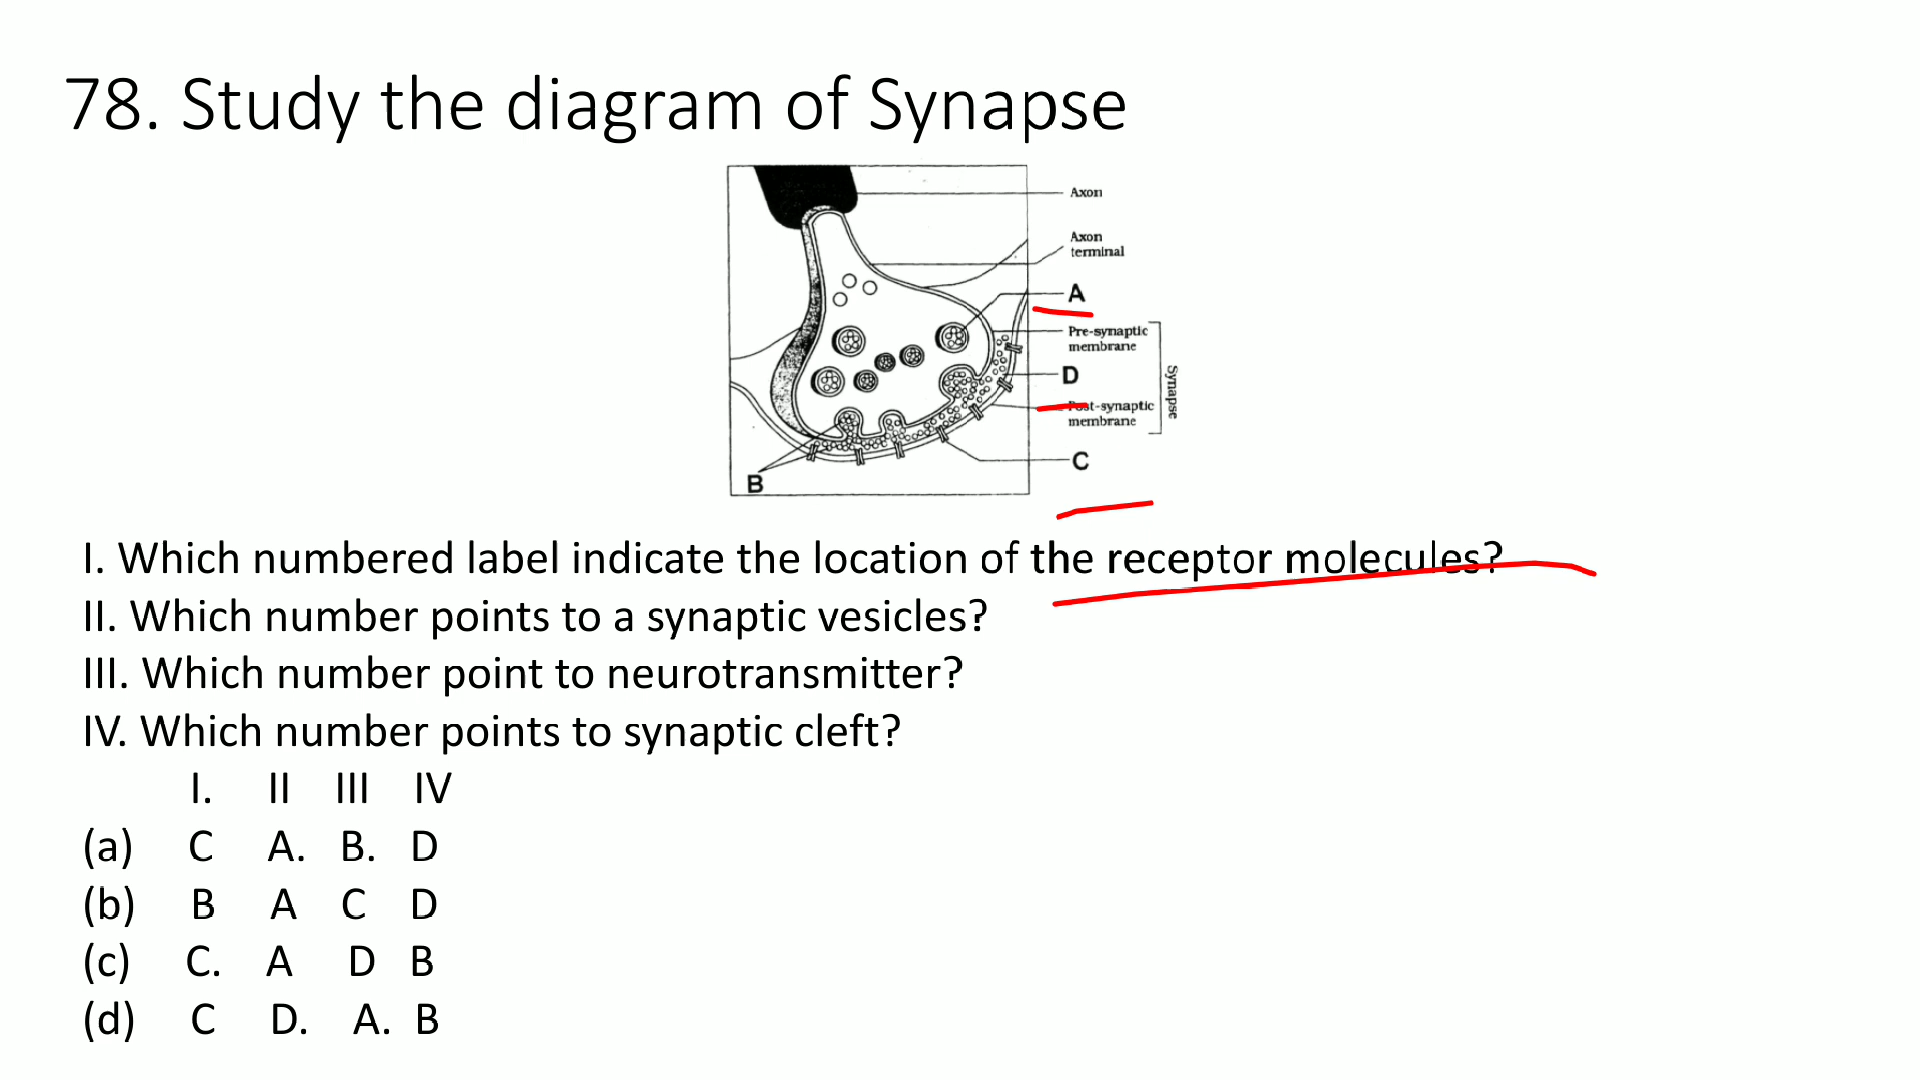 78. Study the diagram of Synapse
Axon
Axon
terminal
A
Pre-synaptic
membrane
D
Post-synaptic
membrane
Synapse
C
B
I. Which numbered label indicate the location of the receptor molecules?
II. Which number points to a synaptic vesicles?
III. Which number point to neurotransmitter?
IV. Which number points to synaptic cleft?
I. II III IV
(a) C A. B. D
(b) B A C D
(c) C. A D B
(d) C D. A. B